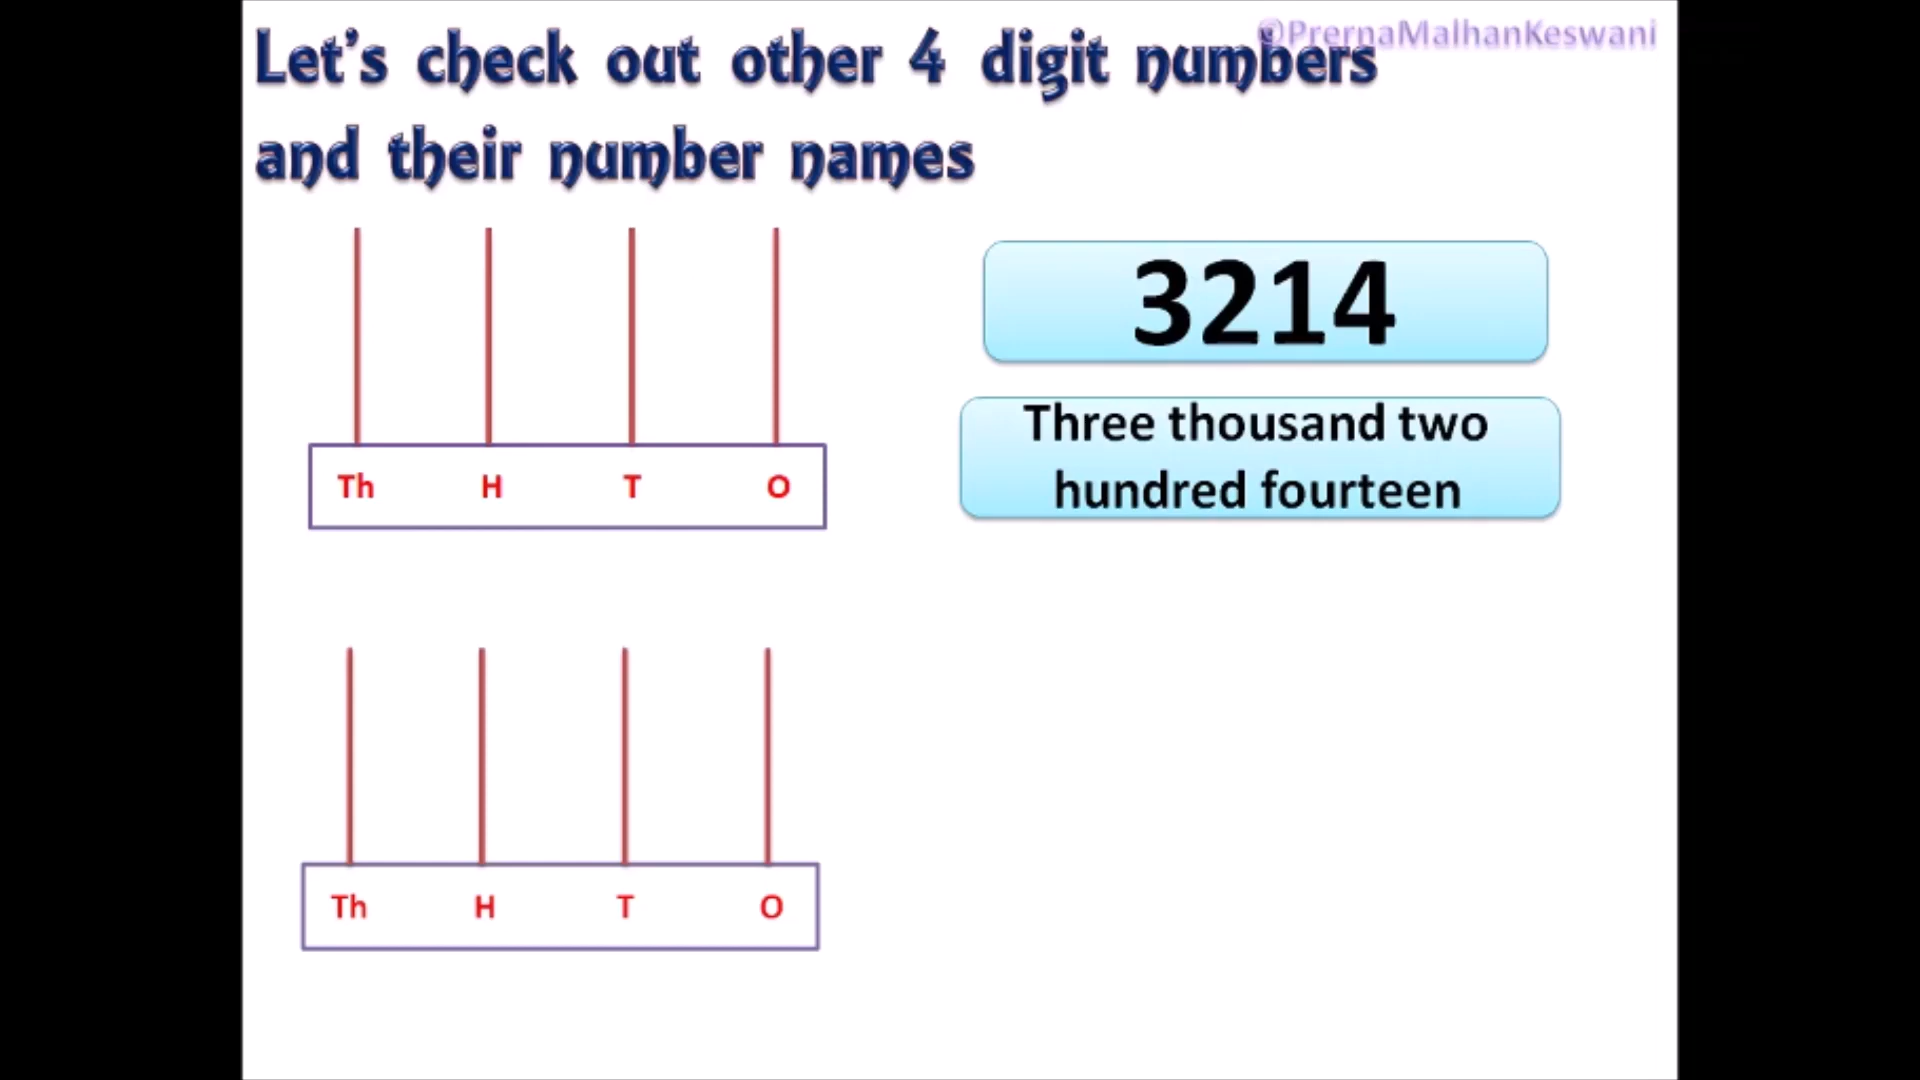 ©PrernaMalhanKeswani
Let's check out other 4 digit numbers
and their number names
3214
Three thousand two
hundred fourteen
Th H T O
Th H T O